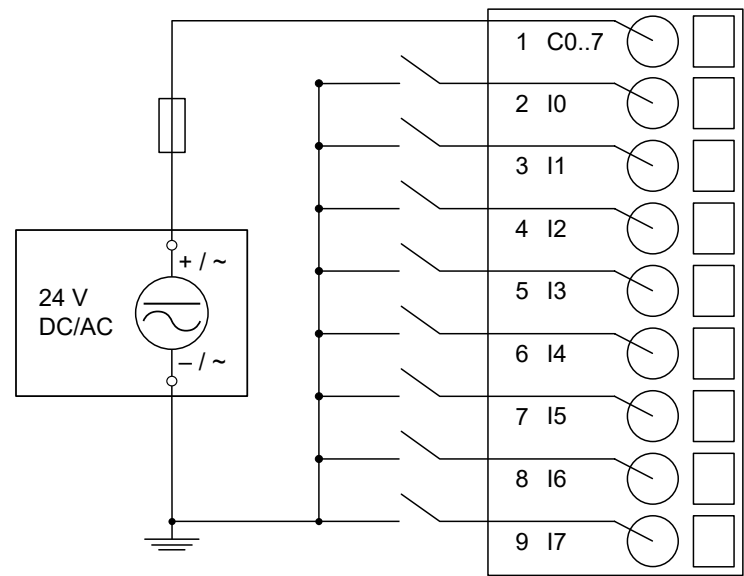 1 C0..7
2 I0
3 I1
4 I2
+ / ~
24 V
DC/AC
5 I3
6 I4
– / ~
7 I5
8 I6
9 I7